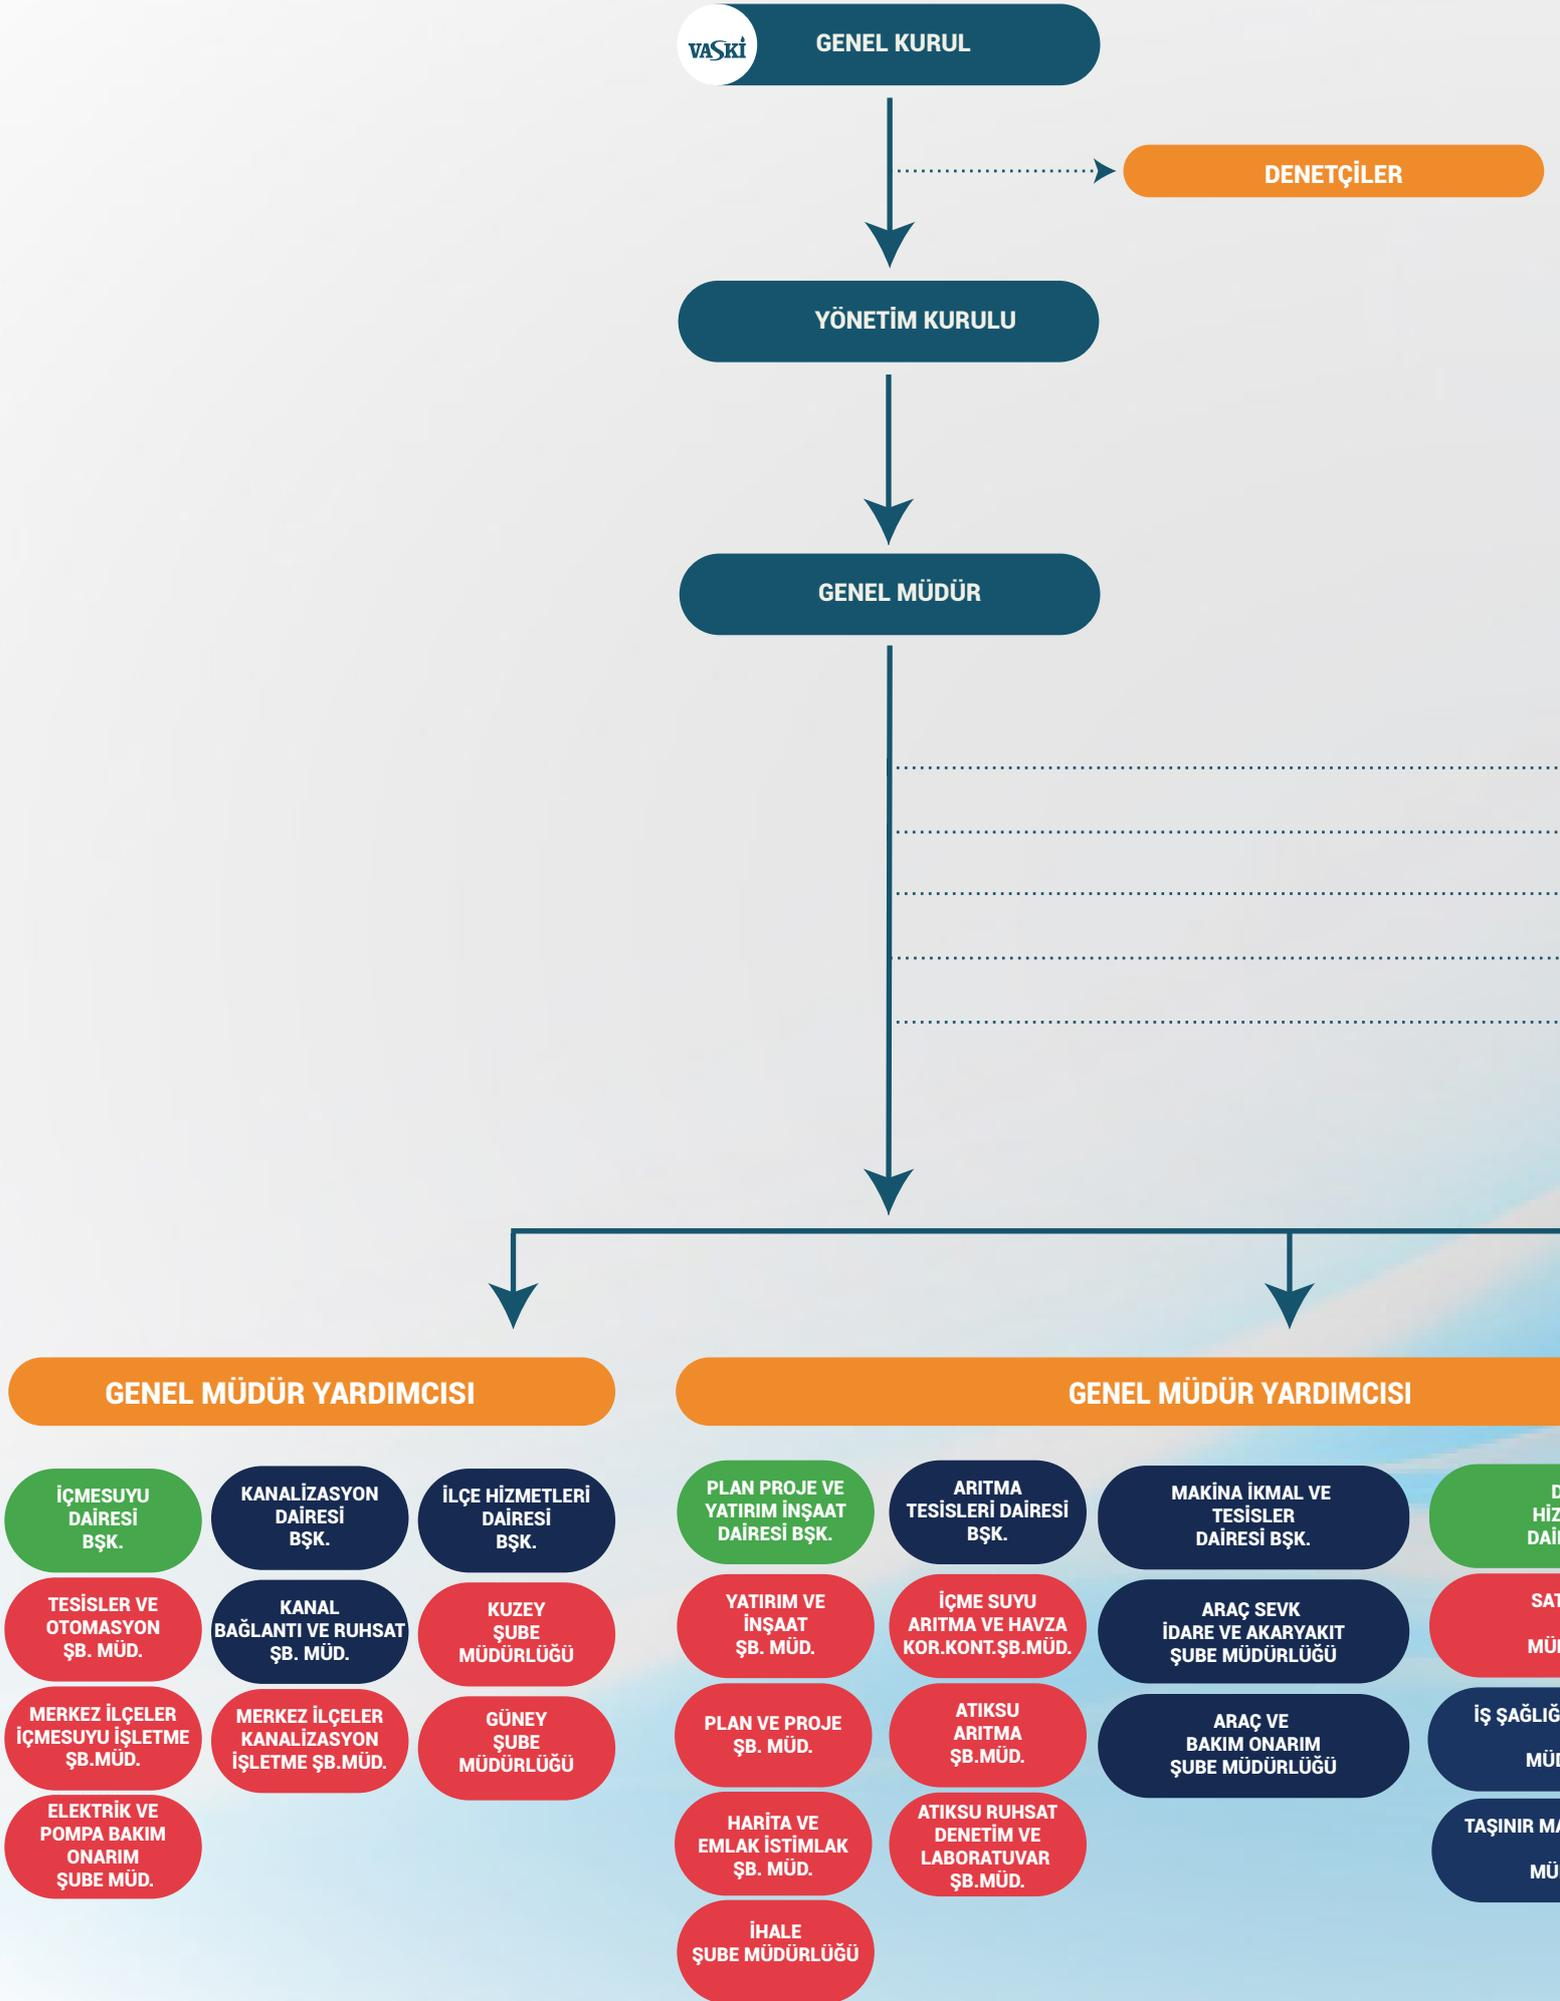 VASKİ
GENEL KURUL
DENETÇİLER
YÖNETİM KURULU
GENEL MÜDÜR
GENEL MÜDÜR YARDIMCISI
İÇMESUYU
DAİRESİ
BŞK.
TESİSLER VE
OTOMASYON
ŞB. MÜD.
MERKEZ İLÇELER
İÇMESUYU İŞLETME
ŞB.MÜD.
ELEKTRİK VE
POMPA BAKIM
ONARIM
ŞUBE MÜD.
KANALİZASYON
DAİRESİ
BŞK.
KANAL
BAĞLANTI VE RUHSAT
ŞB. MÜD.
MERKEZ İLÇELER
KANALİZASYON
İŞLETME ŞB.MÜD.
İLÇE HİZMETLERİ
DAİRESİ
BŞK.
KUZEY
ŞUBE
MÜDÜRLÜĞÜ
GÜNEY
ŞUBE
MÜDÜRLÜĞÜ
GENEL MÜDÜR YARDIMCISI
PLAN PROJE VE
YATIRIM İNŞAAT
DAİRESİ BŞK.
YATIRIM VE
İNŞAAT
ŞB. MÜD.
PLAN VE PROJE
ŞB. MÜD.
HARİTA VE
EMLAK İSTİMLAK
ŞB. MÜD.
İHALE
ŞUBE MÜDÜRLÜĞÜ
ARITMA
TESİSLERİ DAİRESİ
BŞK.
İÇME SUYU
ARITMA VE HAVZA
KOR.KONT.ŞB.MÜD.
ATIKSU
ARITMA
ŞB.MÜD.
ATIKSU RUHSAT
DENETİM VE
LABORATUVAR
ŞB.MÜD.
MAKİNA İKMAL VE
TESİSLER
DAİRESİ BŞK.
ARAÇ SEVK
İDARE VE AKARYAKIT
ŞUBE MÜDÜRLÜĞÜ
ARAÇ VE
BAKIM ONARIM
ŞUBE MÜDÜRLÜĞÜ
İŞ
TAŞINIR